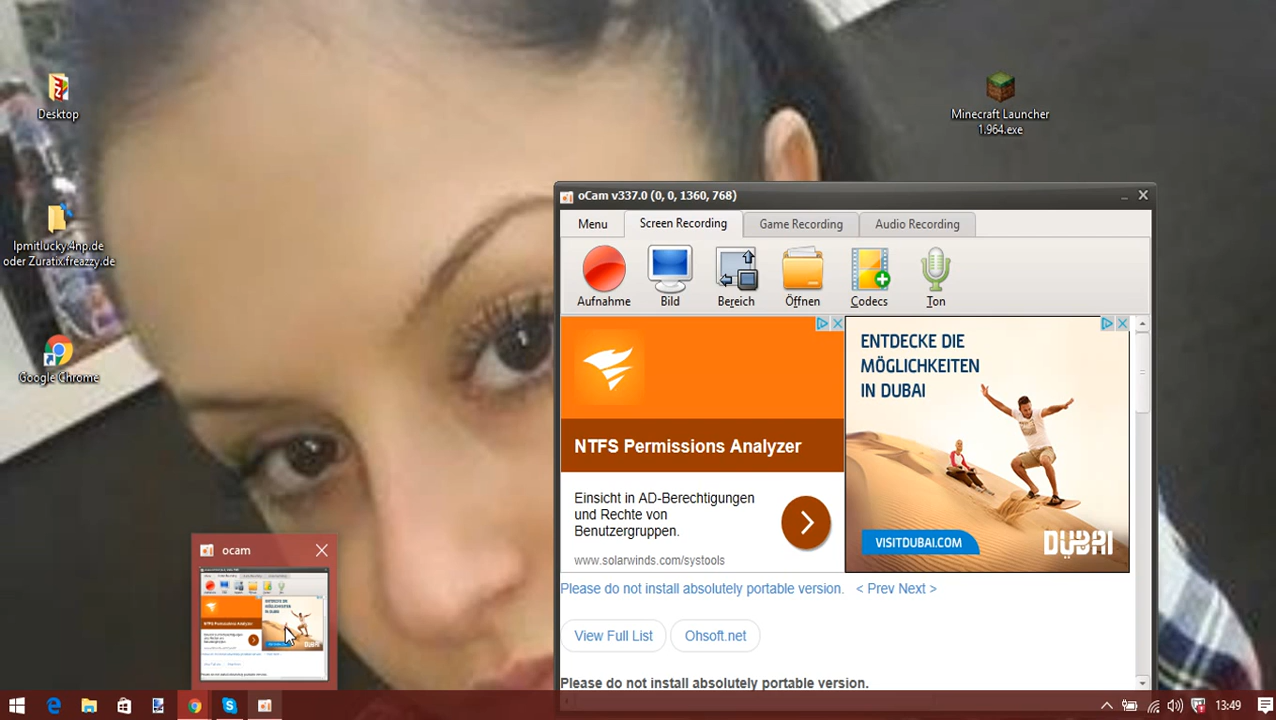 Desktop
lpmitlucky.4np.de
oder Zuratix.freazzy.de
Google Chrome
Minecraft Launcher
1.964.exe
oCam v337.0 (0, 0, 1360, 768)
Menu
Screen Recording
Game Recording
Audio Recording
Aufnahme
Bild
Bereich
Öffnen
Codecs
Ton
NTFS Permissions Analyzer
Einsicht in AD-Berechtigungen
und Rechte von
Benutzergruppen.
www.solarwinds.com/systools
ENTDECKE DIE
MÖGLICHKEITEN
IN DUBAI
VISITDUBAI.COM
DUBAI
Please do not install absolutely portable version.
< Prev Next >
View Full List
Ohsoft.net
Please do not install absolutely portable version.
ocam
13:49